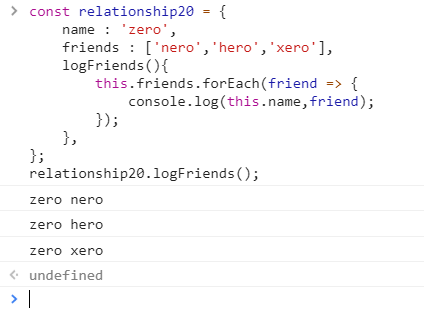 const relationship20 = {
    name : 'zero',
    friends : ['nero','hero','xero'],
    logFriends(){
        this.friends.forEach(friend => {
            console.log(this.name,friend);
        });
    },
};
relationship20.logFriends();
zero nero
zero hero
zero xero
undefined